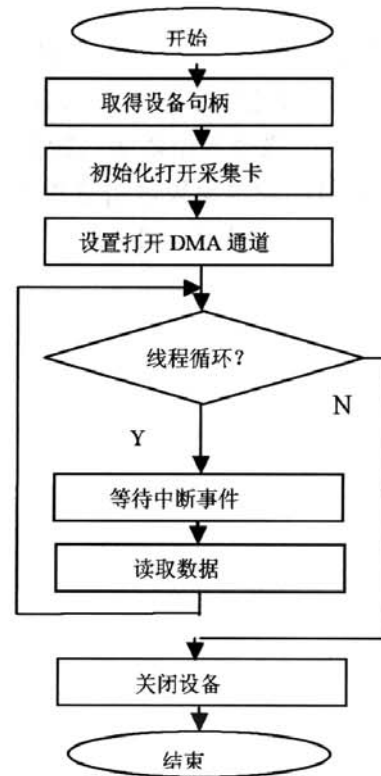 开始
取得设备句柄
初始化打开采集卡
设置打开 DMA 通道
线程循环？
N
Y
等待中断事件
读取数据
关闭设备
结束